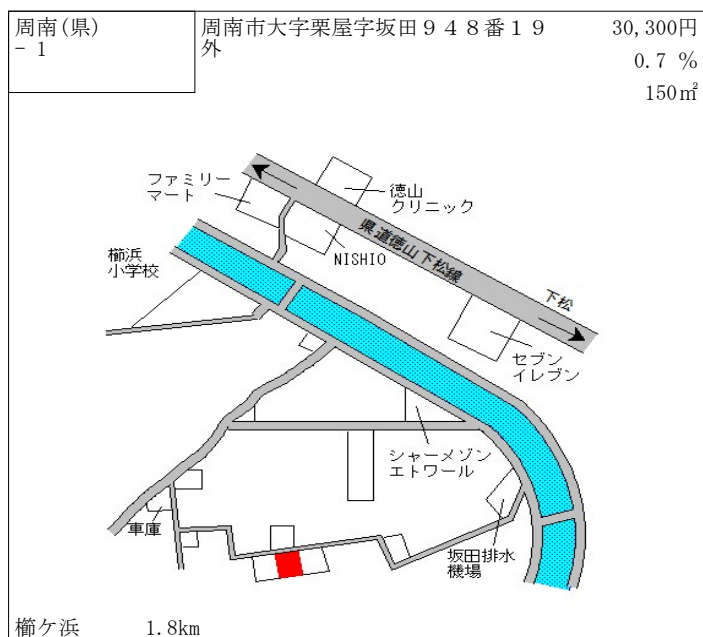 周南(県)
- 1
周南市大字栗屋字坂田９４８番１９
外
30,300円
0.7 %
150㎡
ファミリー
マート
徳山
クリニック
県道徳山下松線
NISHIO
櫛浜
小学校
下松
セブン
イレブン
シャーメゾン
エトワール
車庫
坂田排水
機場
櫛ケ浜 1.8km